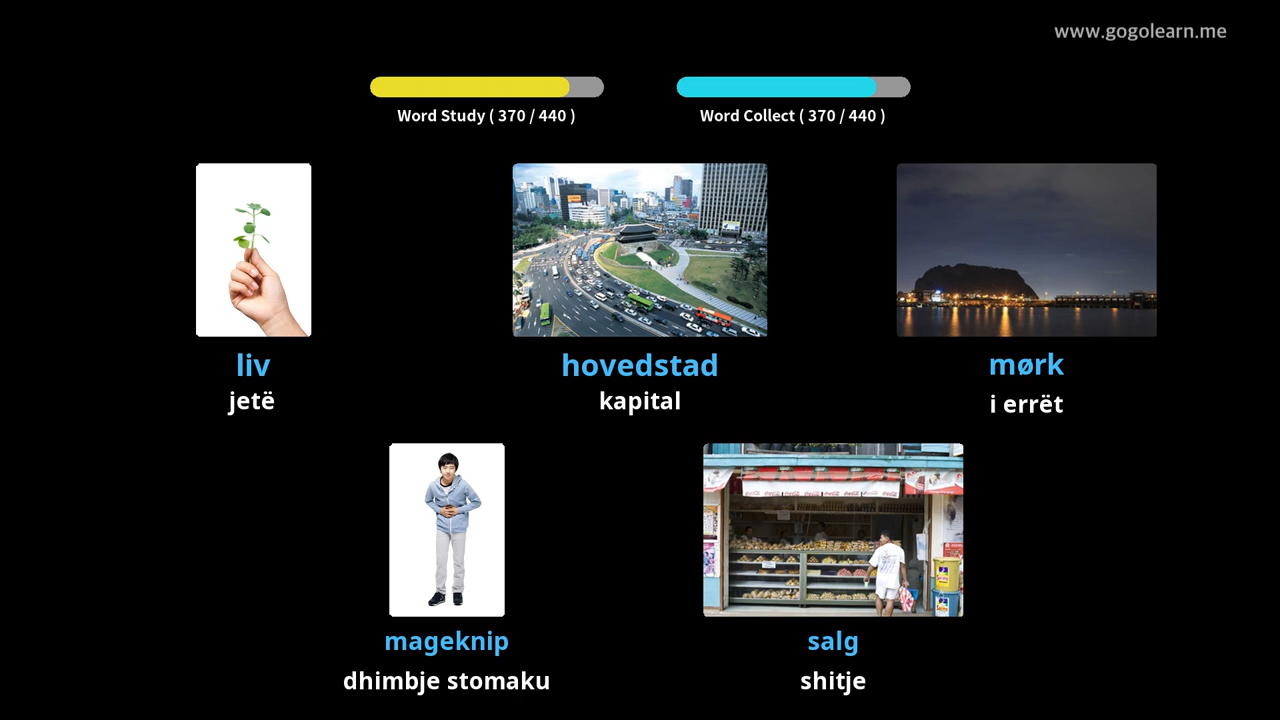 www.gogolearn.me
Word Study ( 370 / 440 )
Word Collect ( 370 / 440 )
liv
jetë
hovedstad
kapital
mørk
i errët
mageknip
dhimbje stomaku
salg
shitje